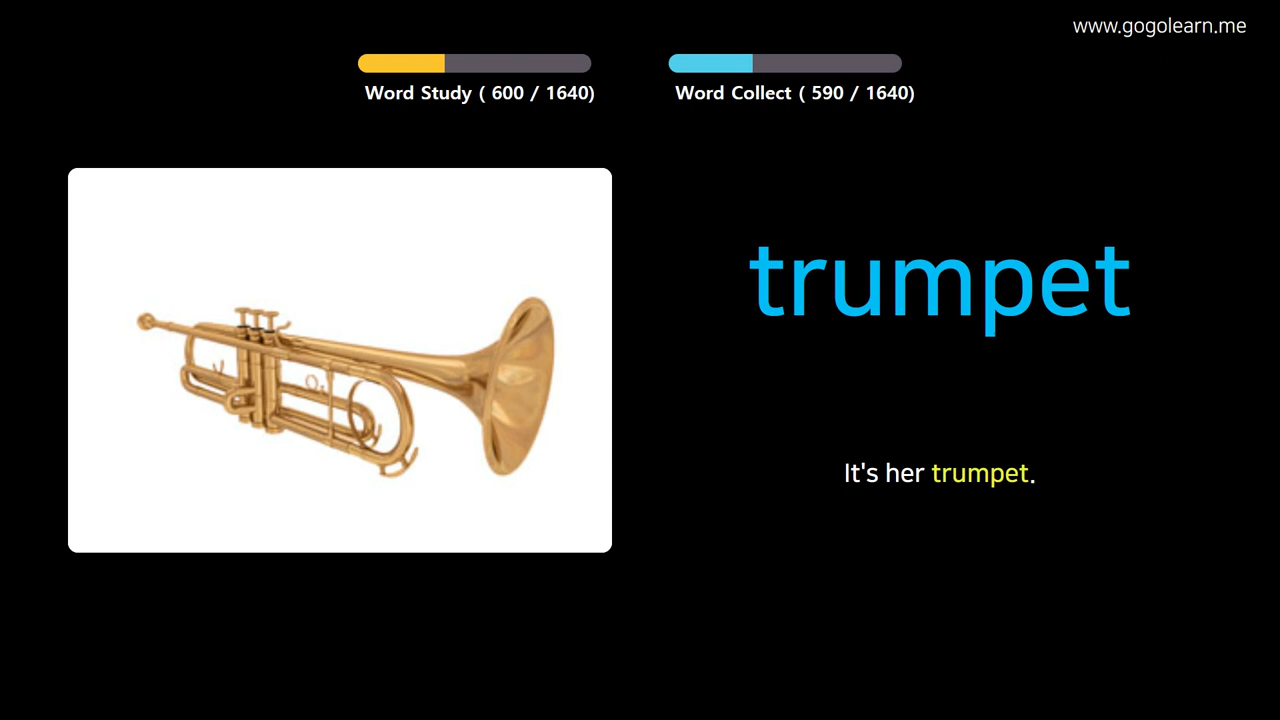 www.gogolearn.me
Word Study ( 600 / 1640)
Word Collect ( 590 / 1640)
trumpet
It's her trumpet.